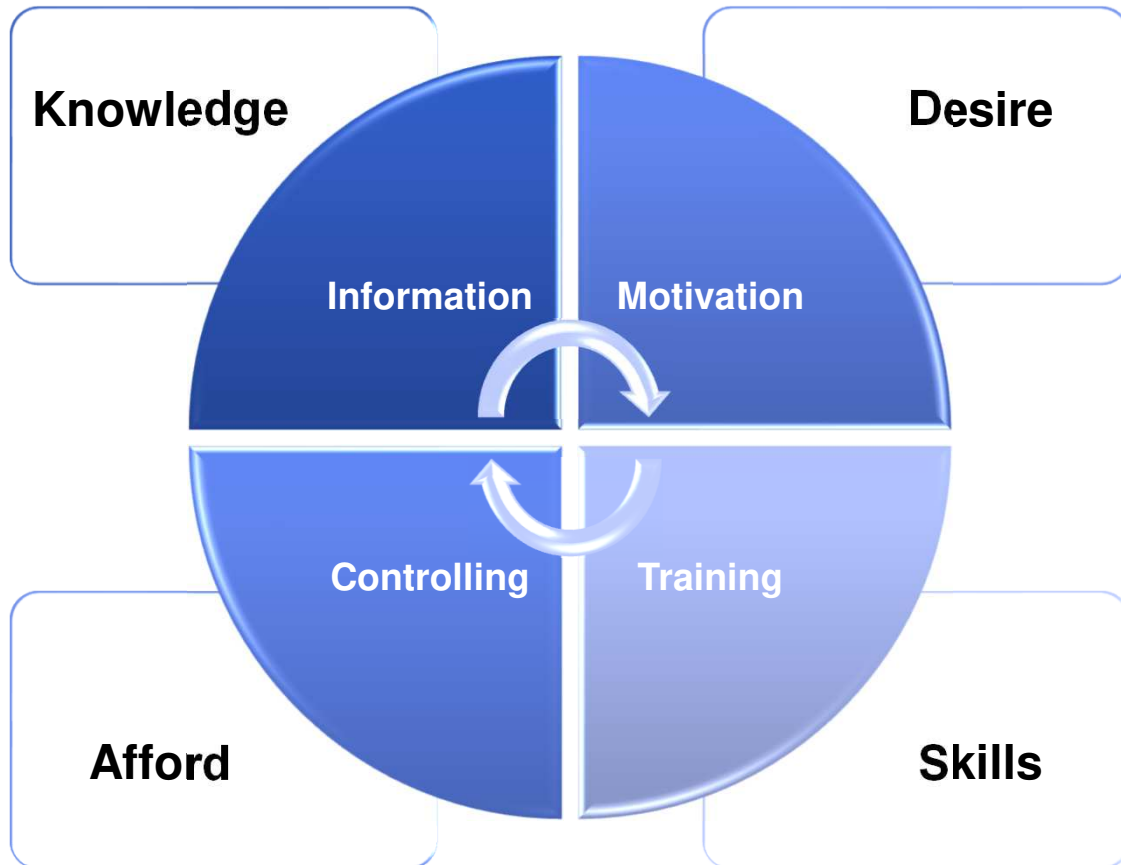 Knowledge
Desire
Information
Motivation
Controlling
Training
Afford
Skills